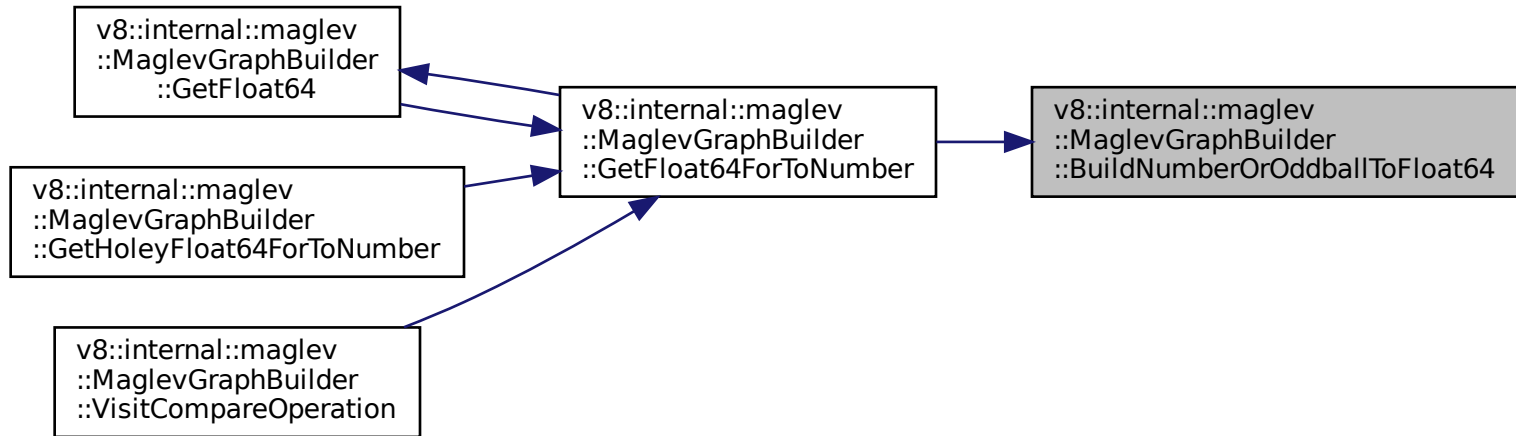 v8::internal::maglev
::MaglevGraphBuilder
::GetFloat64
v8::internal::maglev
::MaglevGraphBuilder
::GetHoleyFloat64ForToNumber
v8::internal::maglev
::MaglevGraphBuilder
::VisitCompareOperation
v8::internal::maglev
::MaglevGraphBuilder
::GetFloat64ForToNumber
v8::internal::maglev
::MaglevGraphBuilder
::BuildNumberOrOddballToFloat64